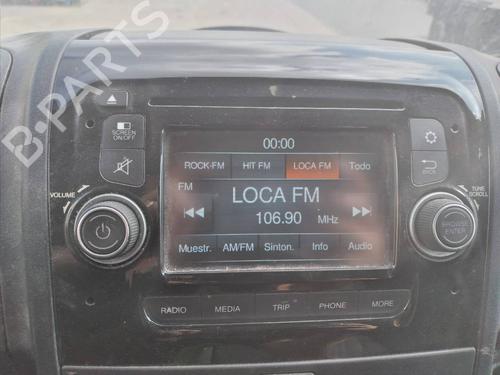 B-PARTS
00:00
SCREEN
ON/OFF
ROCK-FM HIT FM LOCA FM Todo
BACK
FM
LOCA FM
VOLUME
TUNE
SCROLL
106.90 MHz
BROWSE
ENTER
Muestr. AM/FM Sinton. Info Audio
RADIO MEDIA TRIP PHONE MORE